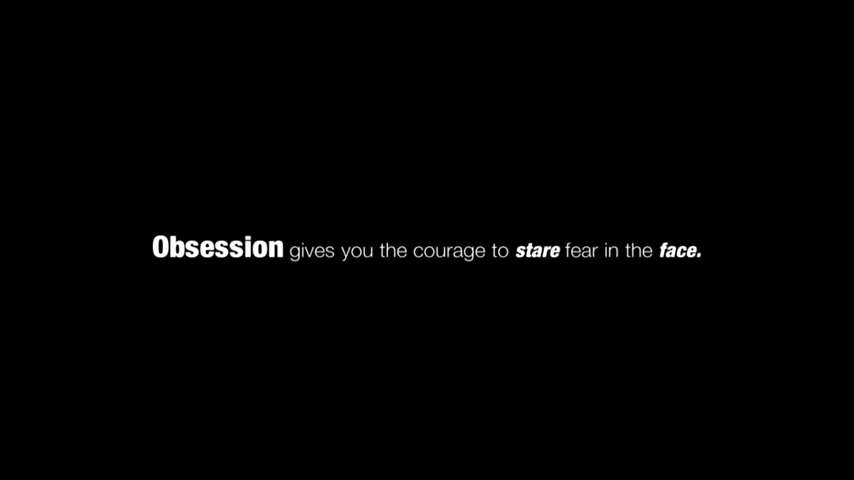 Obsession gives you the courage to stare fear in the face.